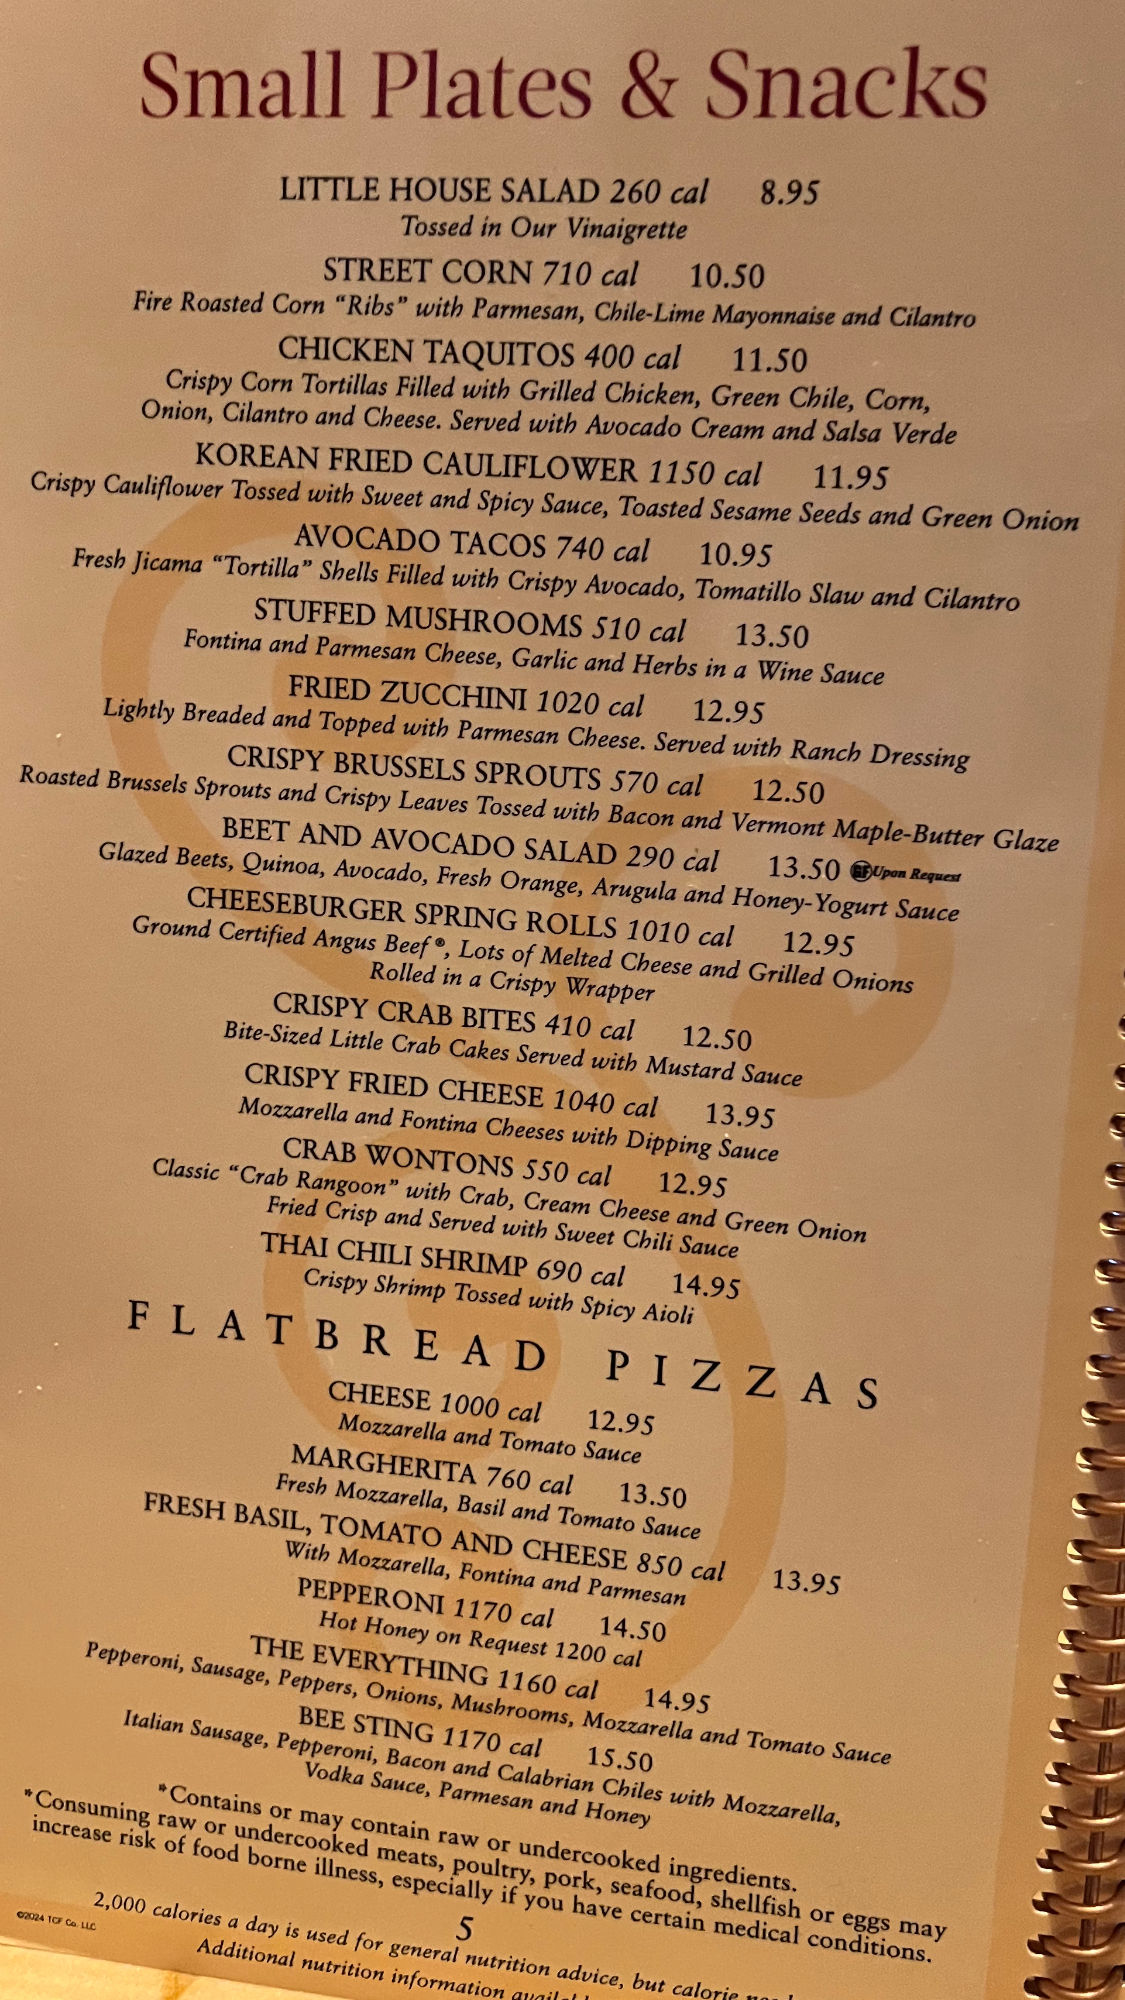 Small Plates & Snacks
LITTLE HOUSE SALAD 260 cal 8.95
Tossed in Our Vinaigrette
STREET CORN 710 cal 10.50
Fire Roasted Corn “Ribs” with Parmesan, Chile-Lime Mayonnaise and Cilantro
CHICKEN TAQUITOS 400 cal 11.50
Crispy Corn Tortillas Filled with Grilled Chicken, Green Chile, Corn,
Onion, Cilantro and Cheese. Served with Avocado Cream and Salsa Verde
KOREAN FRIED CAULIFLOWER 1150 cal 11.95
Crispy Cauliflower Tossed with Sweet and Spicy Sauce, Toasted Sesame Seeds and Green Onion
AVOCADO TACOS 740 cal 10.95
Fresh Jicama “Tortilla” Shells Filled with Crispy Avocado, Tomatillo Slaw and Cilantro
STUFFED MUSHROOMS 510 cal 13.50
Fontina and Parmesan Cheese, Garlic and Herbs in a Wine Sauce
FRIED ZUCCHINI 1020 cal 12.95
Lightly Breaded and Topped with Parmesan Cheese. Served with Ranch Dressing
CRISPY BRUSSELS SPROUTS 570 cal 12.50
Roasted Brussels Sprouts and Crispy Leaves Tossed with Bacon and Vermont Maple-Butter Glaze
BEET AND AVOCADO SALAD 290 cal 13.50 GF Upon Request
Glazed Beets, Quinoa, Avocado, Fresh Orange, Arugula and Honey-Yogurt Sauce
CHEESEBURGER SPRING ROLLS 1010 cal 12.95
Ground Certified Angus Beef®, Lots of Melted Cheese and Grilled Onions
Rolled in a Crispy Wrapper
CRISPY CRAB BITES 410 cal 12.50
Bite-Sized Little Crab Cakes Served with Mustard Sauce
CRISPY FRIED CHEESE 1040 cal 13.95
Mozzarella and Fontina Cheeses with Dipping Sauce
CRAB WONTONS 550 cal 12.95
Classic “Crab Rangoon” with Crab, Cream Cheese and Green Onion
Fried Crisp and Served with Sweet Chili Sauce
THAI CHILI SHRIMP 690 cal 14.95
Crispy Shrimp Tossed with Spicy Aioli
FLATBREAD PIZZAS
CHEESE 1000 cal 12.95
Mozzarella and Tomato Sauce
MARGHERITA 760 cal 13.50
Fresh Mozzarella, Basil and Tomato Sauce
FRESH BASIL, TOMATO AND CHEESE 850 cal 13.95
With Mozzarella, Fontina and Parmesan
PEPPERONI 1170 cal 14.50
Hot Honey on Request 1200 cal
THE EVERYTHING 1160 cal 14.95
Pepperoni, Sausage, Peppers, Onions, Mushrooms, Mozzarella and Tomato Sauce
BEE STING 1170 cal 15.50
Italian Sausage, Pepperoni, Bacon and Calabrian Chiles with Mozzarella,
Vodka Sauce, Parmesan and Honey
*Contains or may contain raw or undercooked ingredients.
*Consuming raw or undercooked meats, poultry, pork, seafood, shellfish or eggs may
increase risk of food borne illness, especially if you have certain medical conditions.
5
©2024 TCF Co. LLC
2,000 calories a day is used for general nutrition advice, but calorie
Additional nutrition information